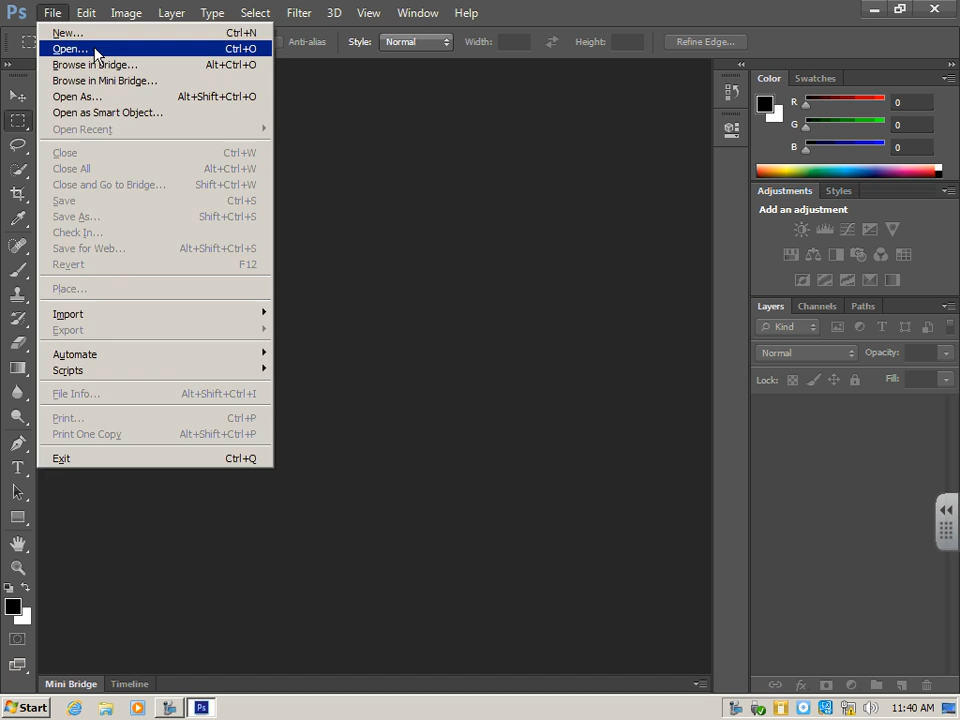 Ps File Edit Image Layer Type Select Filter 3D View Window Help
Anti-alias Style: Normal Width: Height: Refine Edge...
New... Ctrl+N
Open... Ctrl+O
Browse in Bridge... Alt+Ctrl+O
Browse in Mini Bridge...
Open As... Alt+Shift+Ctrl+O
Open as Smart Object...
Open Recent
Close Ctrl+W
Close All Alt+Ctrl+W
Close and Go to Bridge... Shift+Ctrl+W
Save Ctrl+S
Save As... Shift+Ctrl+S
Check In...
Save for Web... Alt+Shift+Ctrl+S
Revert F12
Place...
Import
Export
Automate
Scripts
File Info... Alt+Shift+Ctrl+I
Print... Ctrl+P
Print One Copy Alt+Shift+Ctrl+P
Exit Ctrl+Q
Color Swatches
R 0
G 0
B 0
Adjustments Styles
Add an adjustment
Layers Channels Paths
Kind
Normal Opacity:
Lock: Fill:
Mini Bridge Timeline
Start Ps 11:40 AM